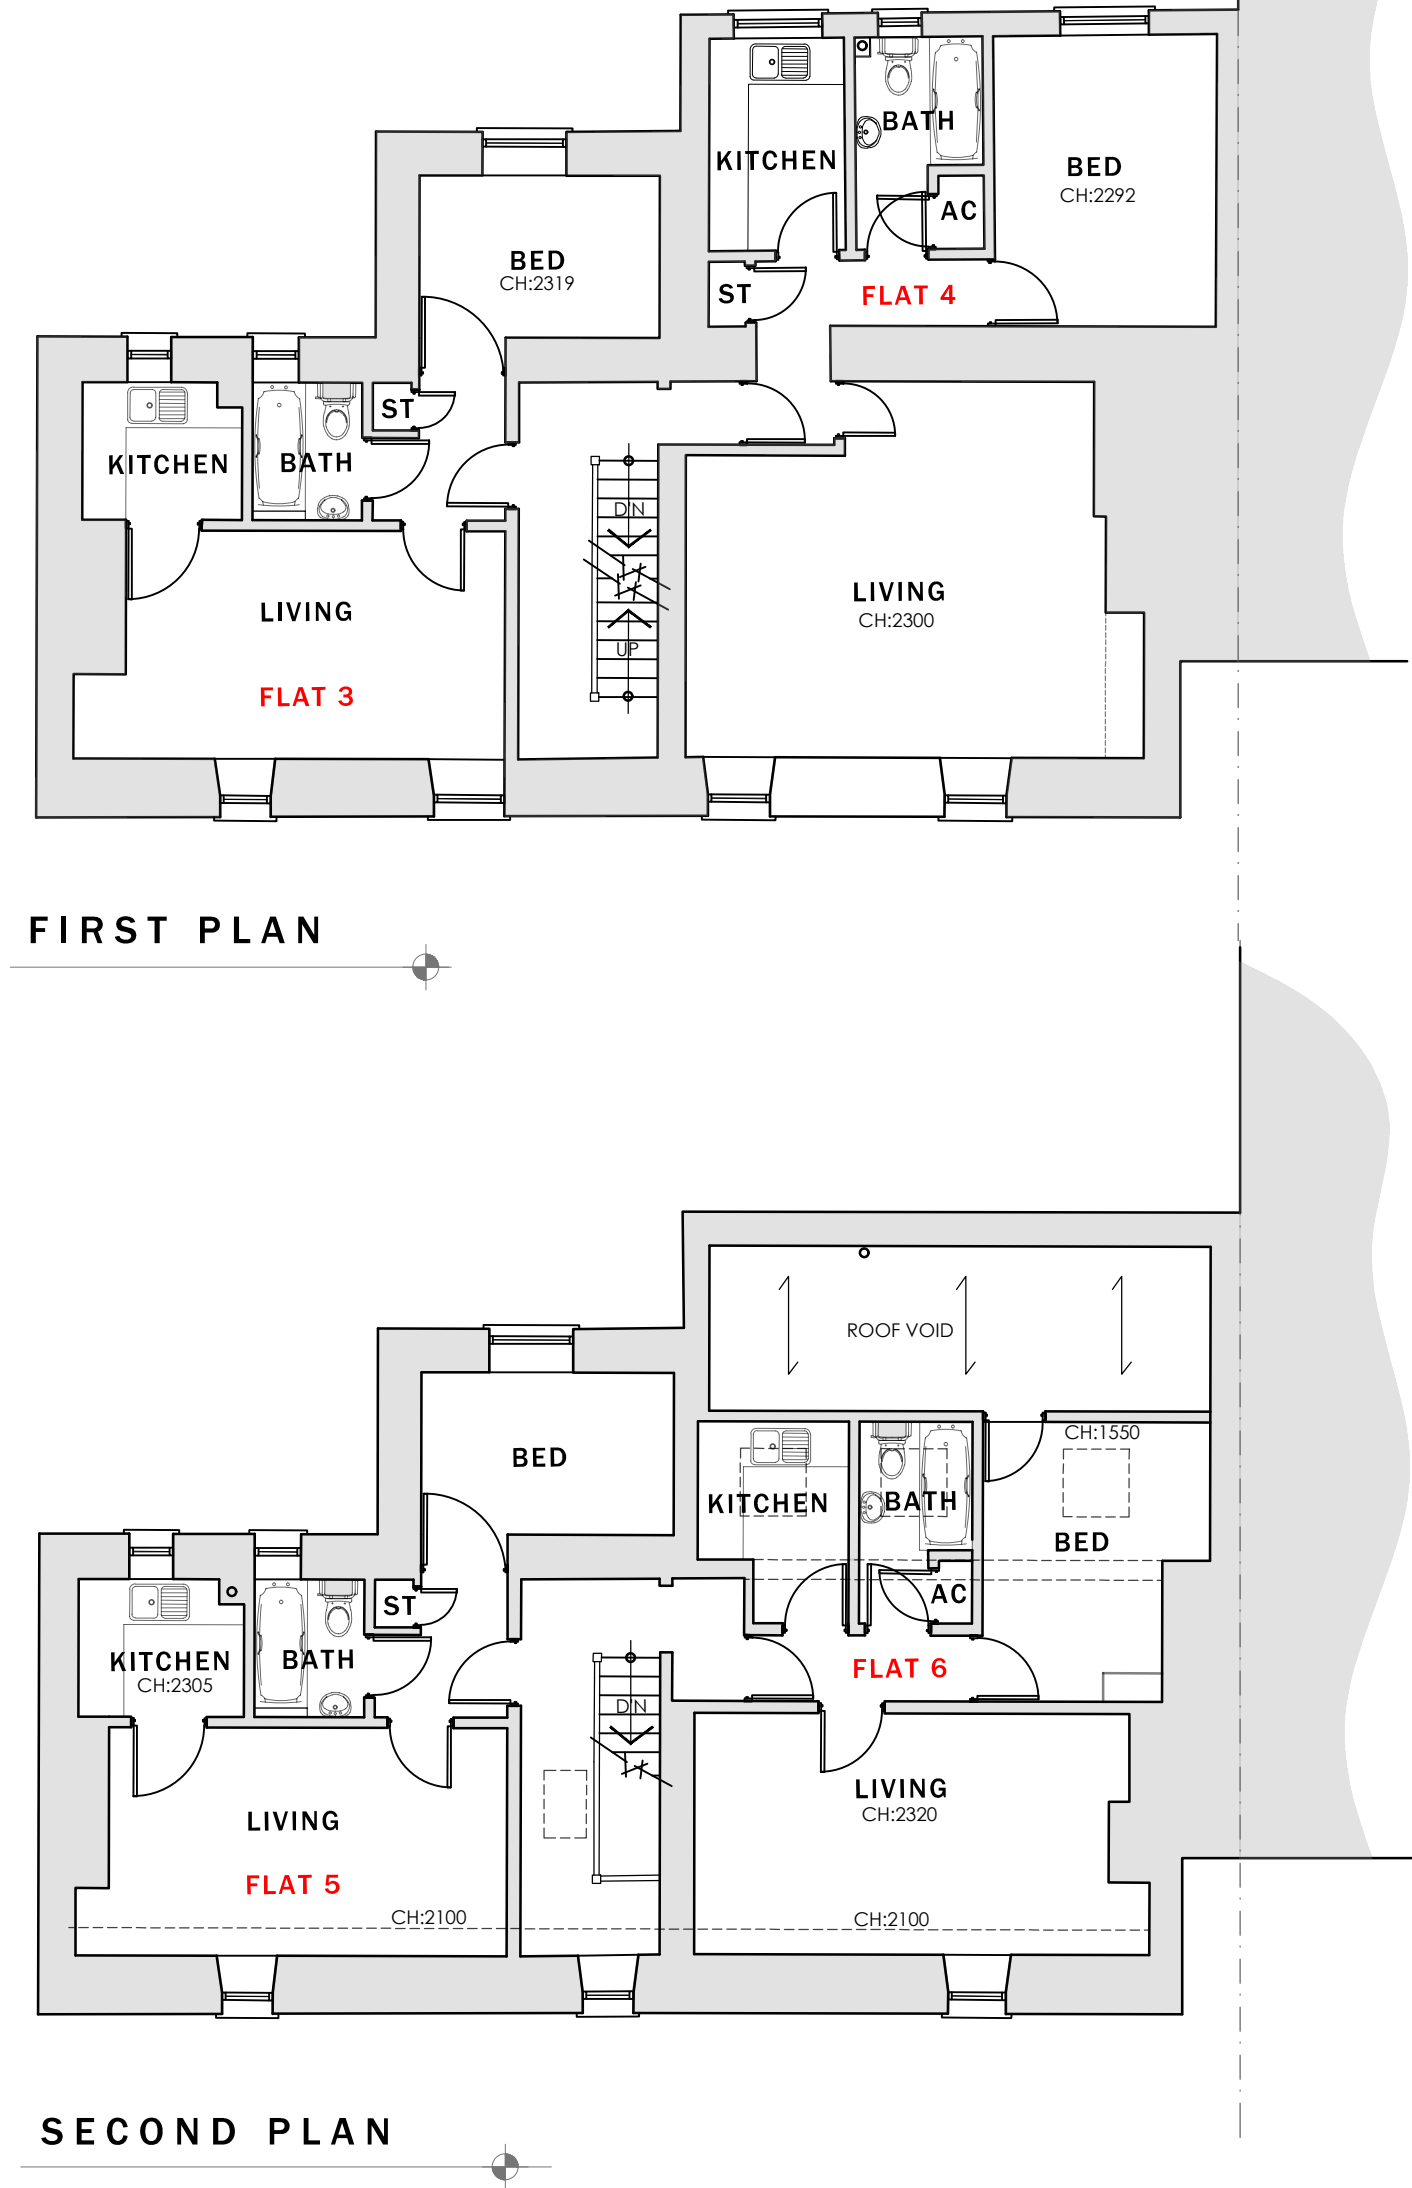 KITCHEN
BATH
BED
CH:2292
AC
ST
FLAT 4
BED
CH:2319
ST
KITCHEN
BATH
DN
UP
LIVING
FLAT 3
LIVING
CH:2300
FIRST PLAN
ROOF VOID
CH:1550
KITCHEN
BATH
BED
AC
FLAT 6
BED
ST
KITCHEN
CH:2305
BATH
DN
LIVING
FLAT 5
CH:2100
LIVING
CH:2320
CH:2100
SECOND PLAN